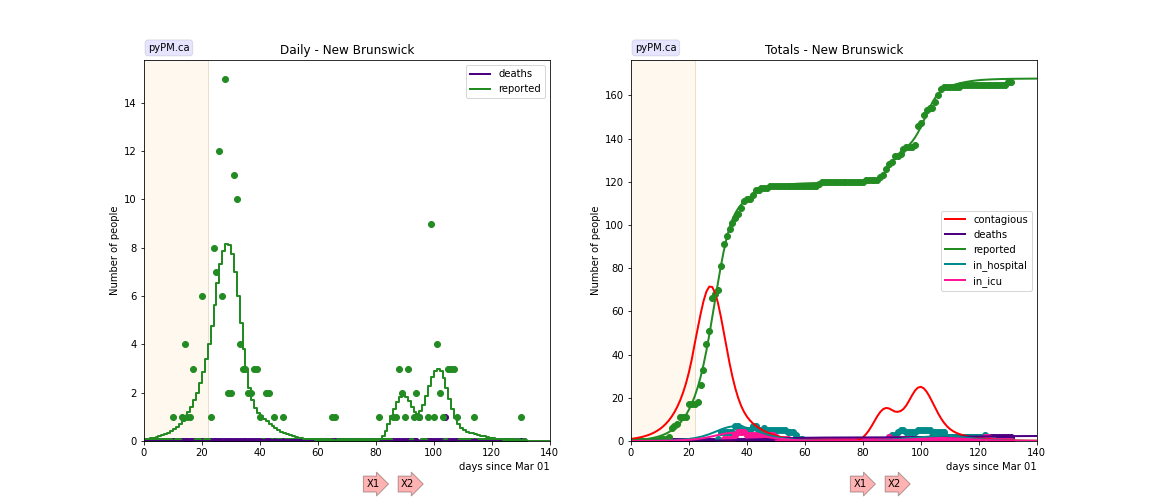 pyPM.ca
Daily - New Brunswick
deaths
reported
Number of people
14
12
10
8
6
4
2
0
0 20 40 60 80 100 120 140
days since Mar 01
X1 X2
pyPM.ca
Totals - New Brunswick
contagious
deaths
reported
in_hospital
in_icu
Number of people
160
140
120
100
80
60
40
20
0
0 20 40 60 80 100 120 140
days since Mar 01
X1 X2